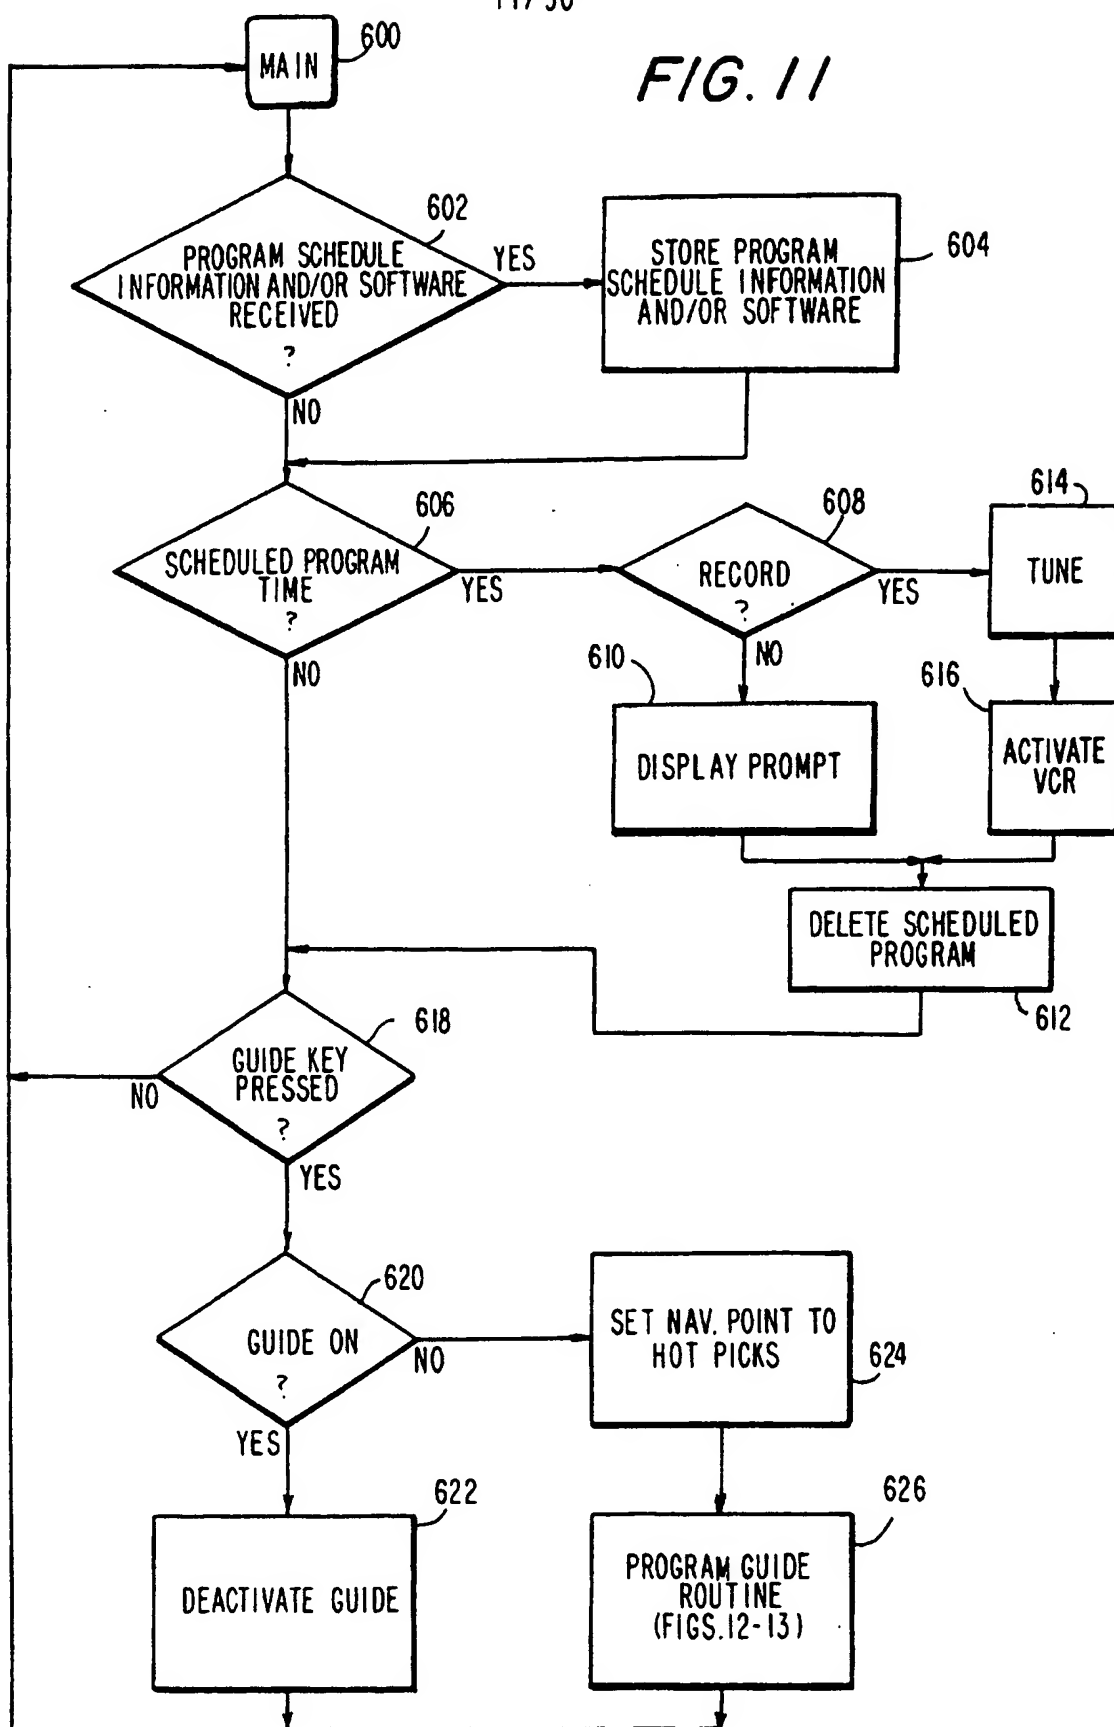 FIG. 11
MAIN
600
602
PROGRAM SCHEDULE
INFORMATION AND/OR SOFTWARE
RECEIVED
?
YES
NO
STORE PROGRAM
SCHEDULE INFORMATION
AND/OR SOFTWARE
604
606
SCHEDULED PROGRAM
TIME
?
YES
NO
608
RECORD
?
YES
NO
614
TUNE
610
DISPLAY PROMPT
616
ACTIVATE
VCR
DELETE SCHEDULED
PROGRAM
612
618
GUIDE KEY
PRESSED
?
NO
YES
620
GUIDE ON
?
NO
YES
SET NAV. POINT TO
HOT PICKS
624
622
DEACTIVATE GUIDE
626
PROGRAM GUIDE
ROUTINE
(FIGS.12-13)